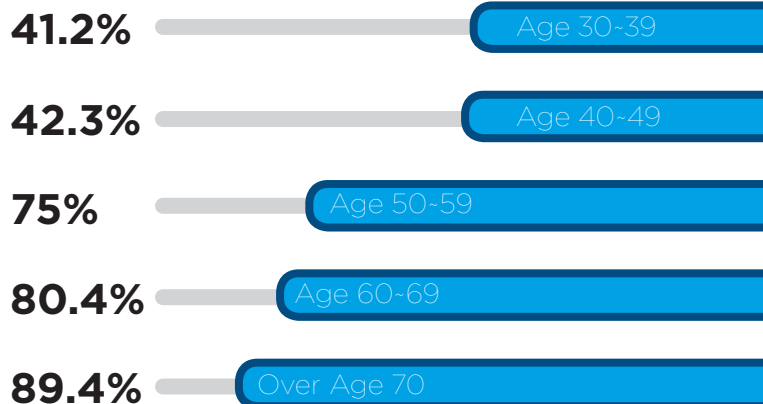 41.2% Age 30~39
42.3% Age 40~49
75% Age 50~59
80.4% Age 60~69
89.4% Over Age 70